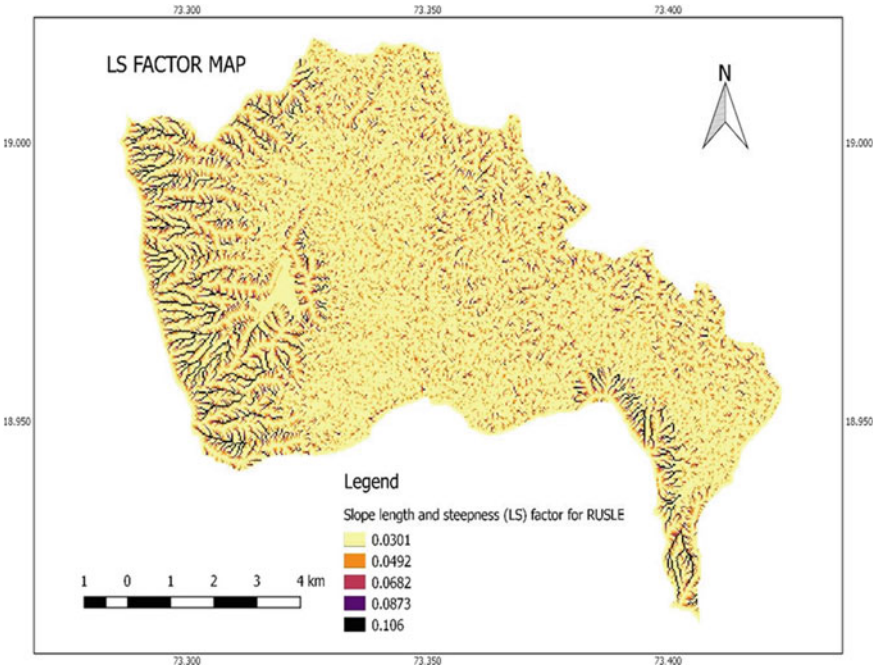 73.300 73.350 73.400
LS FACTOR MAP
N
19.000 19.000
18.950 18.950
Legend
Slope length and steepness (LS) factor for RUSLE
0.0301
0.0492
0.0682
0.0873
0.106
1 0 1 2 3 4 km
73.300 73.350 73.400